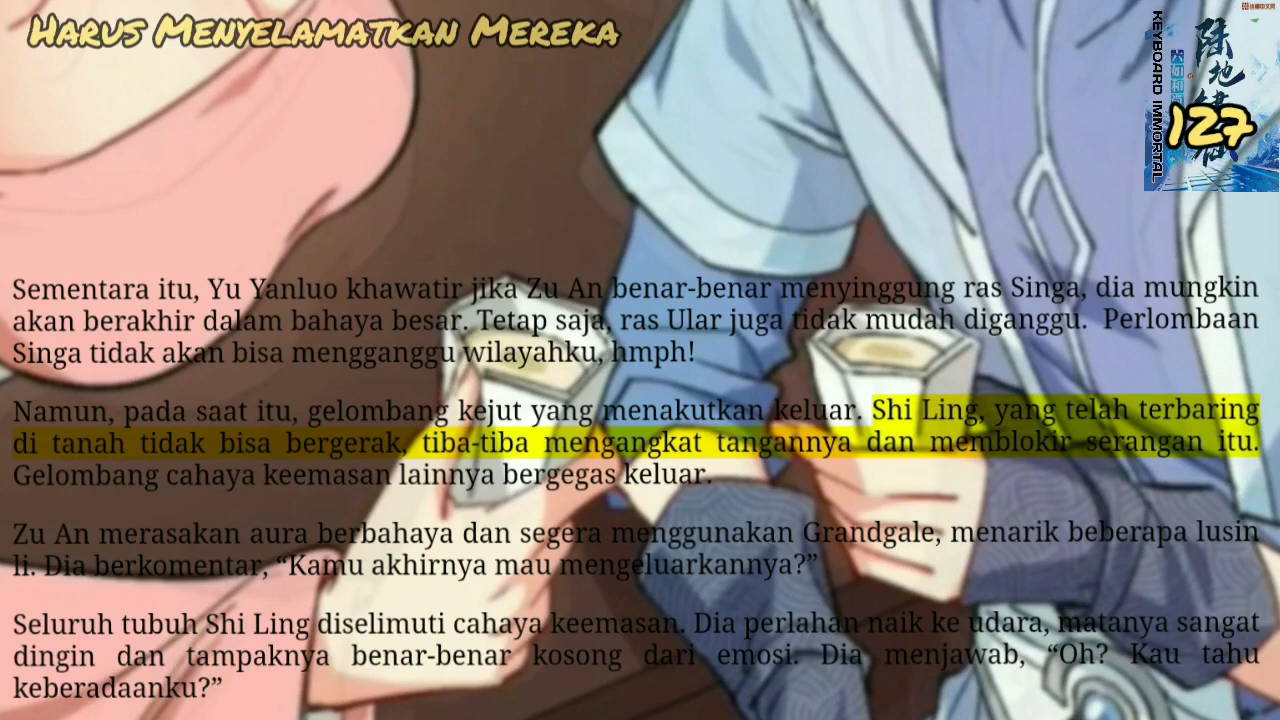 Harus Menyelamatkan Mereka
KEYBOARD IMMORTAL
127
Sementara itu, Yu Yanluo khawatir jika Zu An benar-benar menyinggung ras Singa, dia mungkin
akan berakhir dalam bahaya besar. Tetap saja, ras Ular juga tidak mudah diganggu. Perlombaan
Singa tidak akan bisa mengganggu wilayahku, hmph!
Namun, pada saat itu, gelombang kejut yang menakutkan keluar. Shi Ling, yang telah terbaring
di tanah tidak bisa bergerak, tiba-tiba mengangkat tangannya dan memblokir serangan itu.
Gelombang cahaya keemasan lainnya bergegas keluar.
Zu An merasakan aura berbahaya dan segera menggunakan Grandgale, menarik beberapa lusin
li. Dia berkomentar, “Kamu akhirnya mau mengeluarkannya?”
Seluruh tubuh Shi Ling diselimuti cahaya keemasan. Dia perlahan naik ke udara, matanya sangat
dingin dan tampaknya benar-benar kosong dari emosi. Dia menjawab, “Oh? Kau tahu
keberadaanku?”